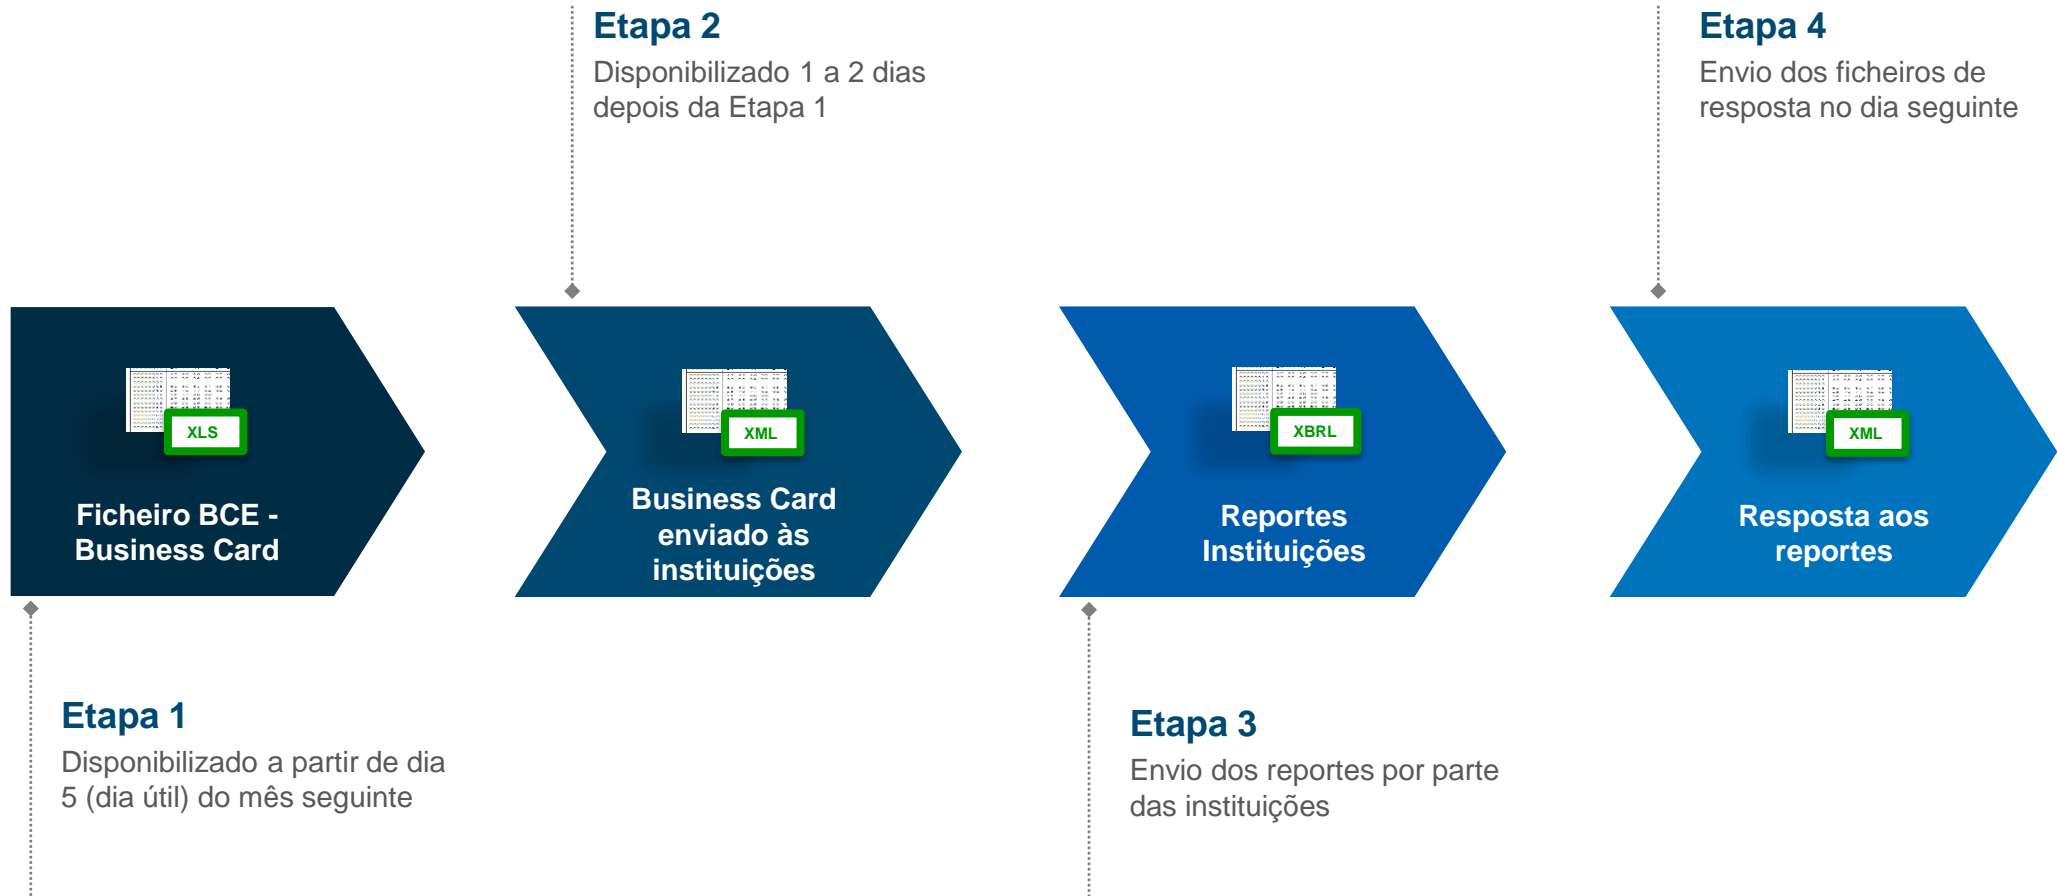 Etapa 2
Disponibilizado 1 a 2 dias
depois da Etapa 1
Etapa 4
Envio dos ficheiros de
resposta no dia seguinte
XLS
Ficheiro BCE -
Business Card
XML
Business Card
enviado às
instituições
XBRL
Reportes
Instituições
XML
Resposta aos
reportes
Etapa 1
Disponibilizado a partir de dia
5 (dia útil) do mês seguinte
Etapa 3
Envio dos reportes por parte
das instituições